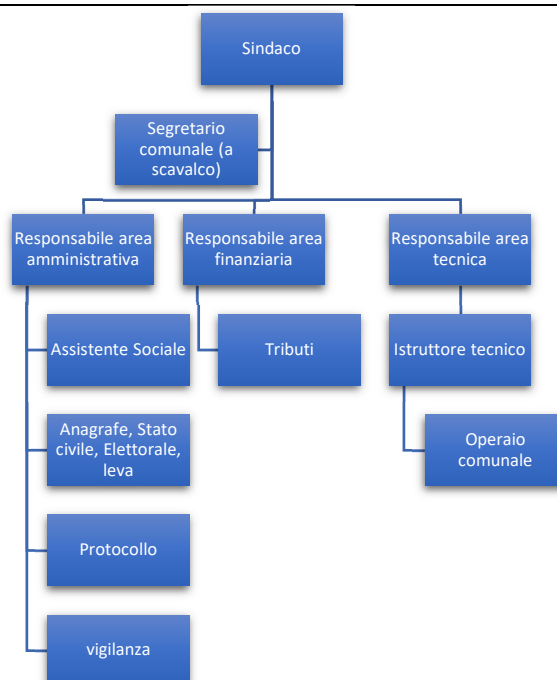 Sindaco
Segretario
comunale (a
scavalco)
Responsabile area
amministrativa
Responsabile area
finanziaria
Responsabile area
tecnica
Assistente Sociale
Tributi
Istruttore tecnico
Anagrafe, Stato
civile, Elettorale,
leva
Operaio
comunale
Protocollo
vigilanza